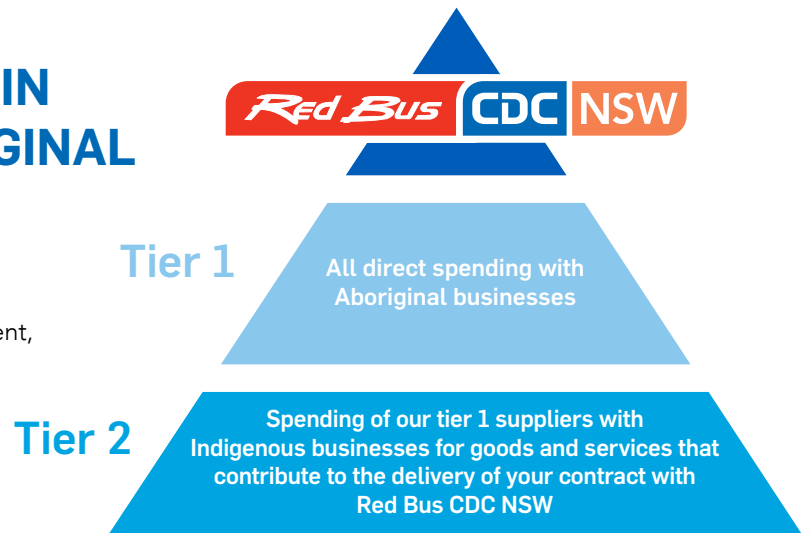 IN
GINAL
Red Bus CDC NSW
Tier 1
All direct spending with
Aboriginal businesses
ent,
Tier 2
Spending of our tier 1 suppliers with
Indigenous businesses for goods and services that
contribute to the delivery of your contract with
Red Bus CDC NSW